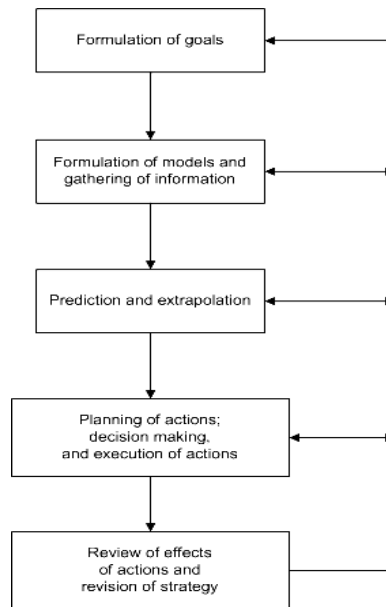 Formulation of goals
Formulation of models and
gathering of information
Prediction and extrapolation
Planning of actions;
decision making,
and execution of actions
Review of effects
of actions and
revision of strategy